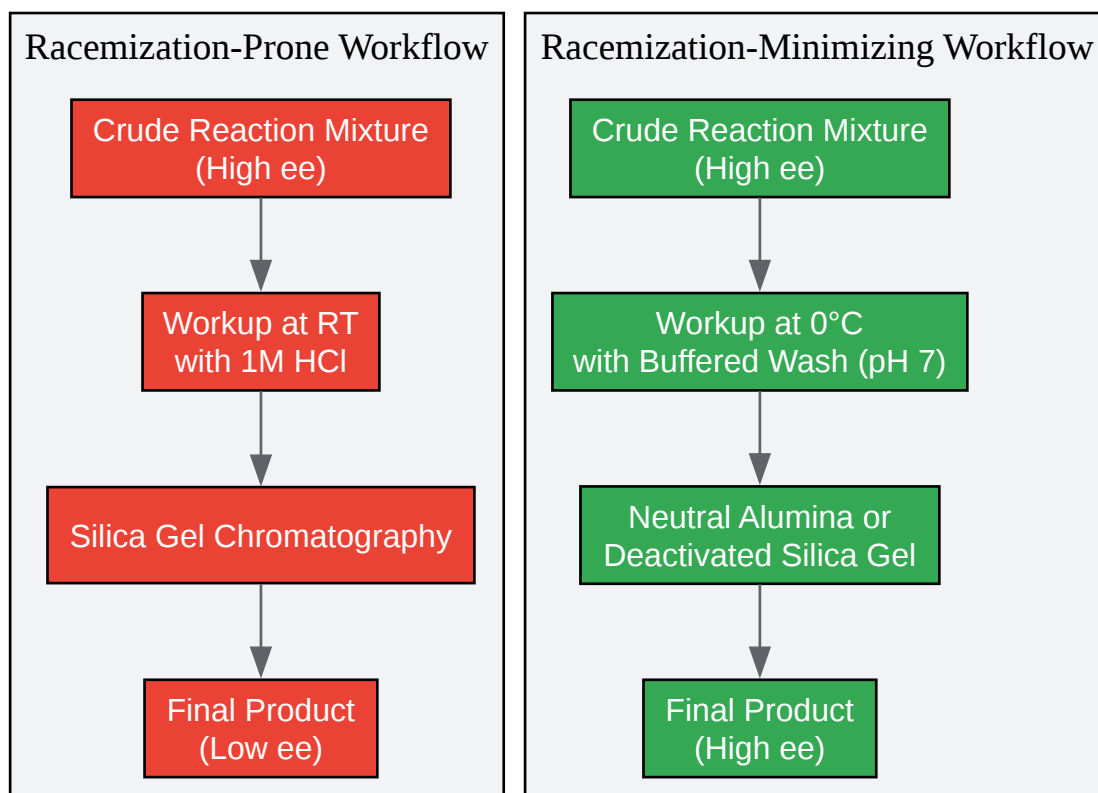 Racemization-Prone Workflow
Crude Reaction Mixture
(High ee)
Workup at RT
with 1M HCl
Silica Gel Chromatography
Final Product
(Low ee)
Racemization-Minimizing Workflow
Crude Reaction Mixture
(High ee)
Workup at 0°C
with Buffered Wash (pH 7)
Neutral Alumina or
Deactivated Silica Gel
Final Product
(High ee)